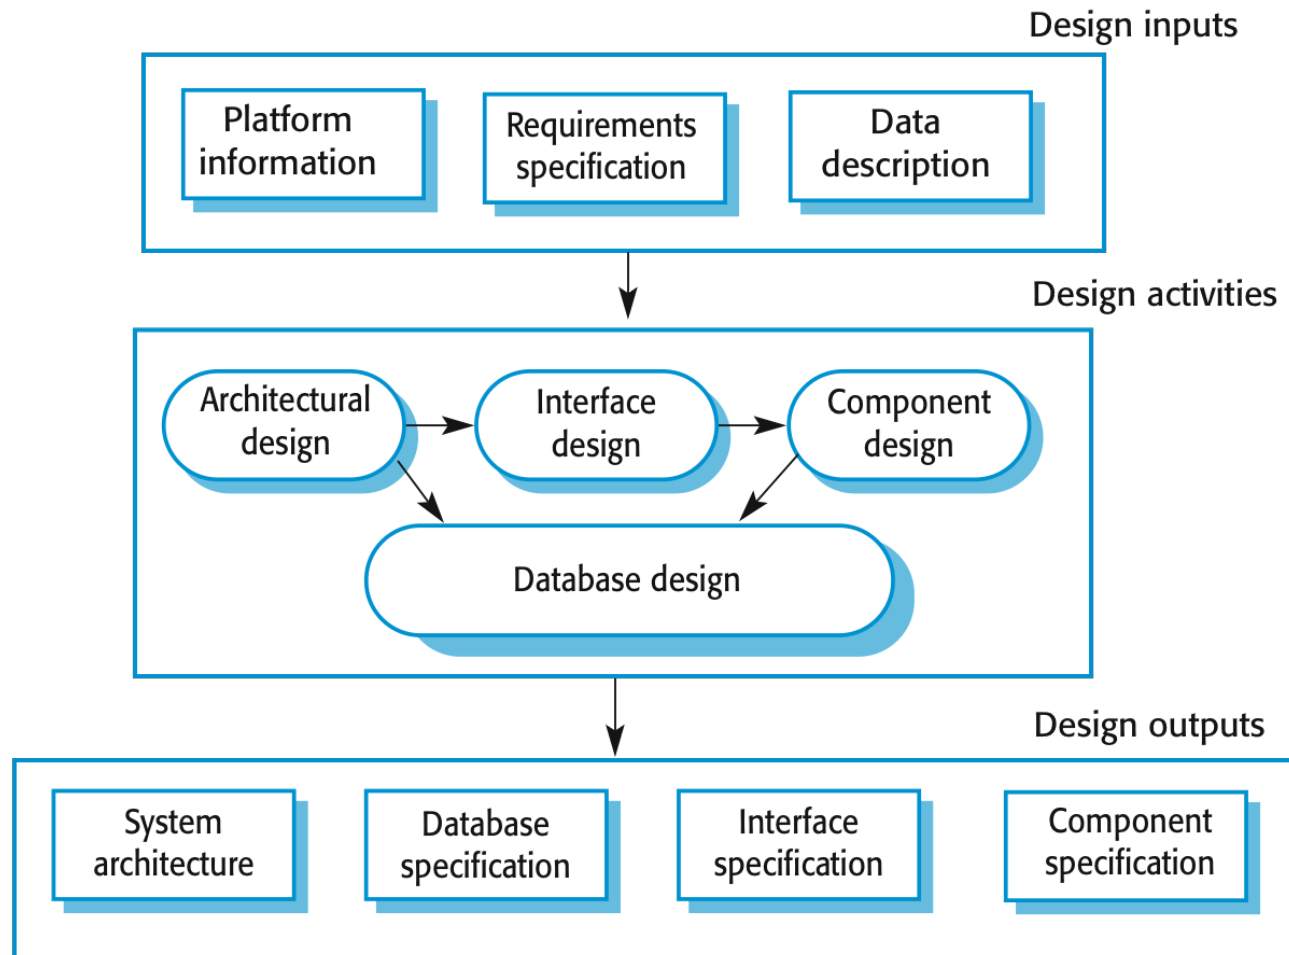 Design inputs
Platform
information
Requirements
specification
Data
description
Design activities
Architectural
design
Interface
design
Component
design
Database design
Design outputs
System
architecture
Database
specification
Interface
specification
Component
specification